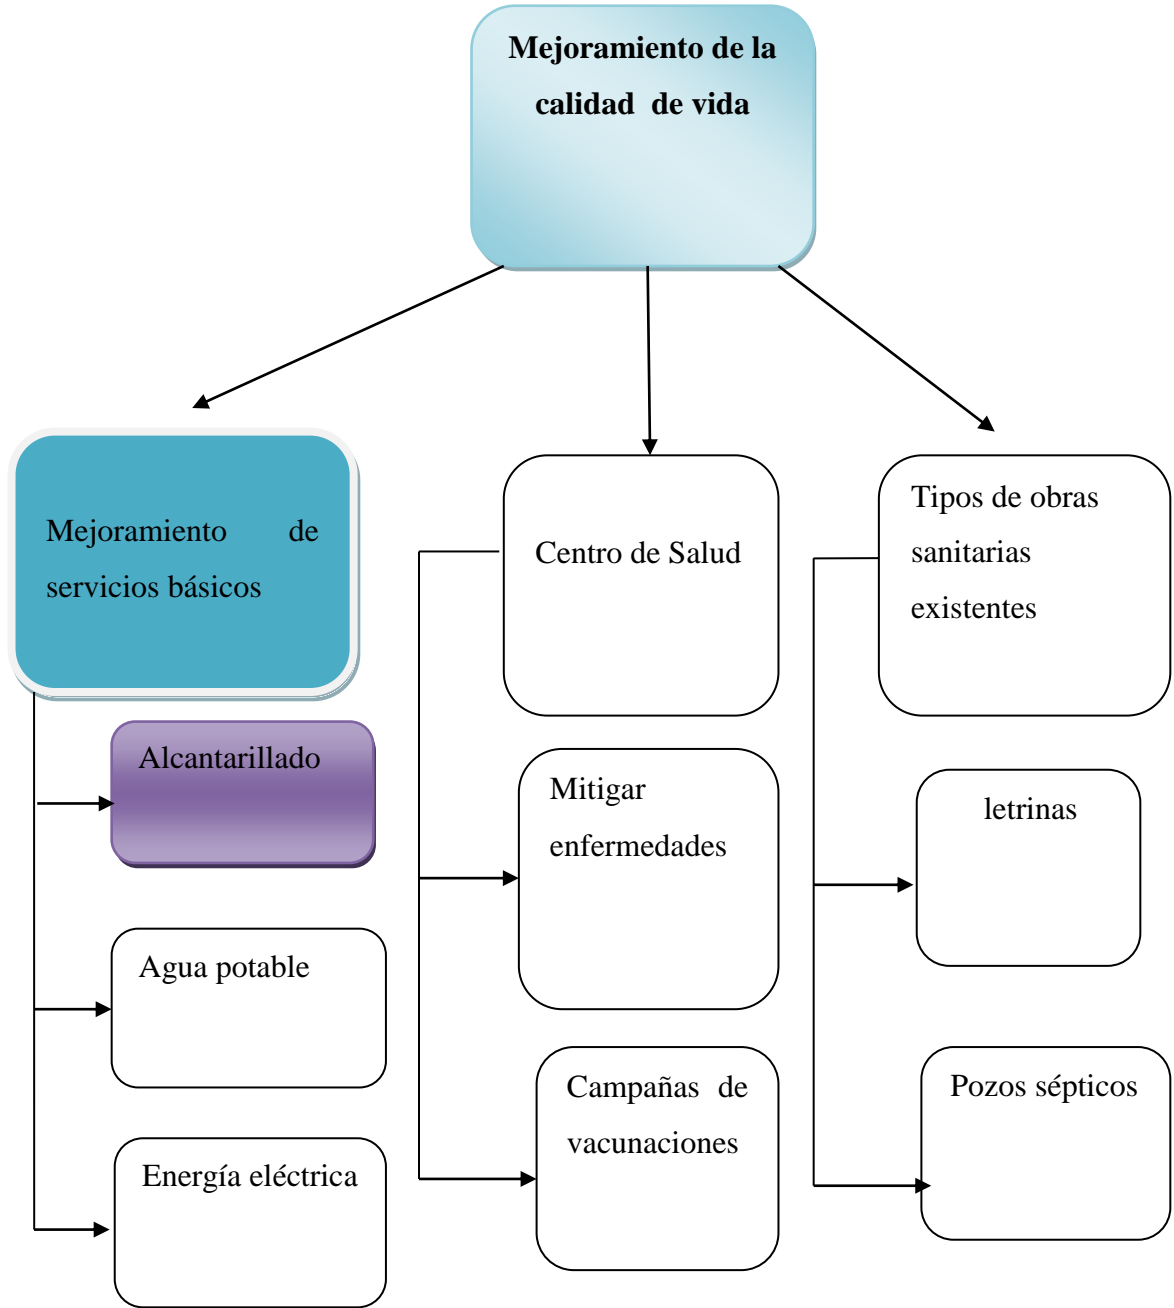 Mejoramiento de la
calidad de vida
Mejoramiento de
servicios básicos
Alcantarillado
Agua potable
Energía eléctrica
Centro de Salud
Mitigar
enfermedades
Campañas de
vacunaciones
Tipos de obras
sanitarias
existentes
letrinas
Pozos sépticos